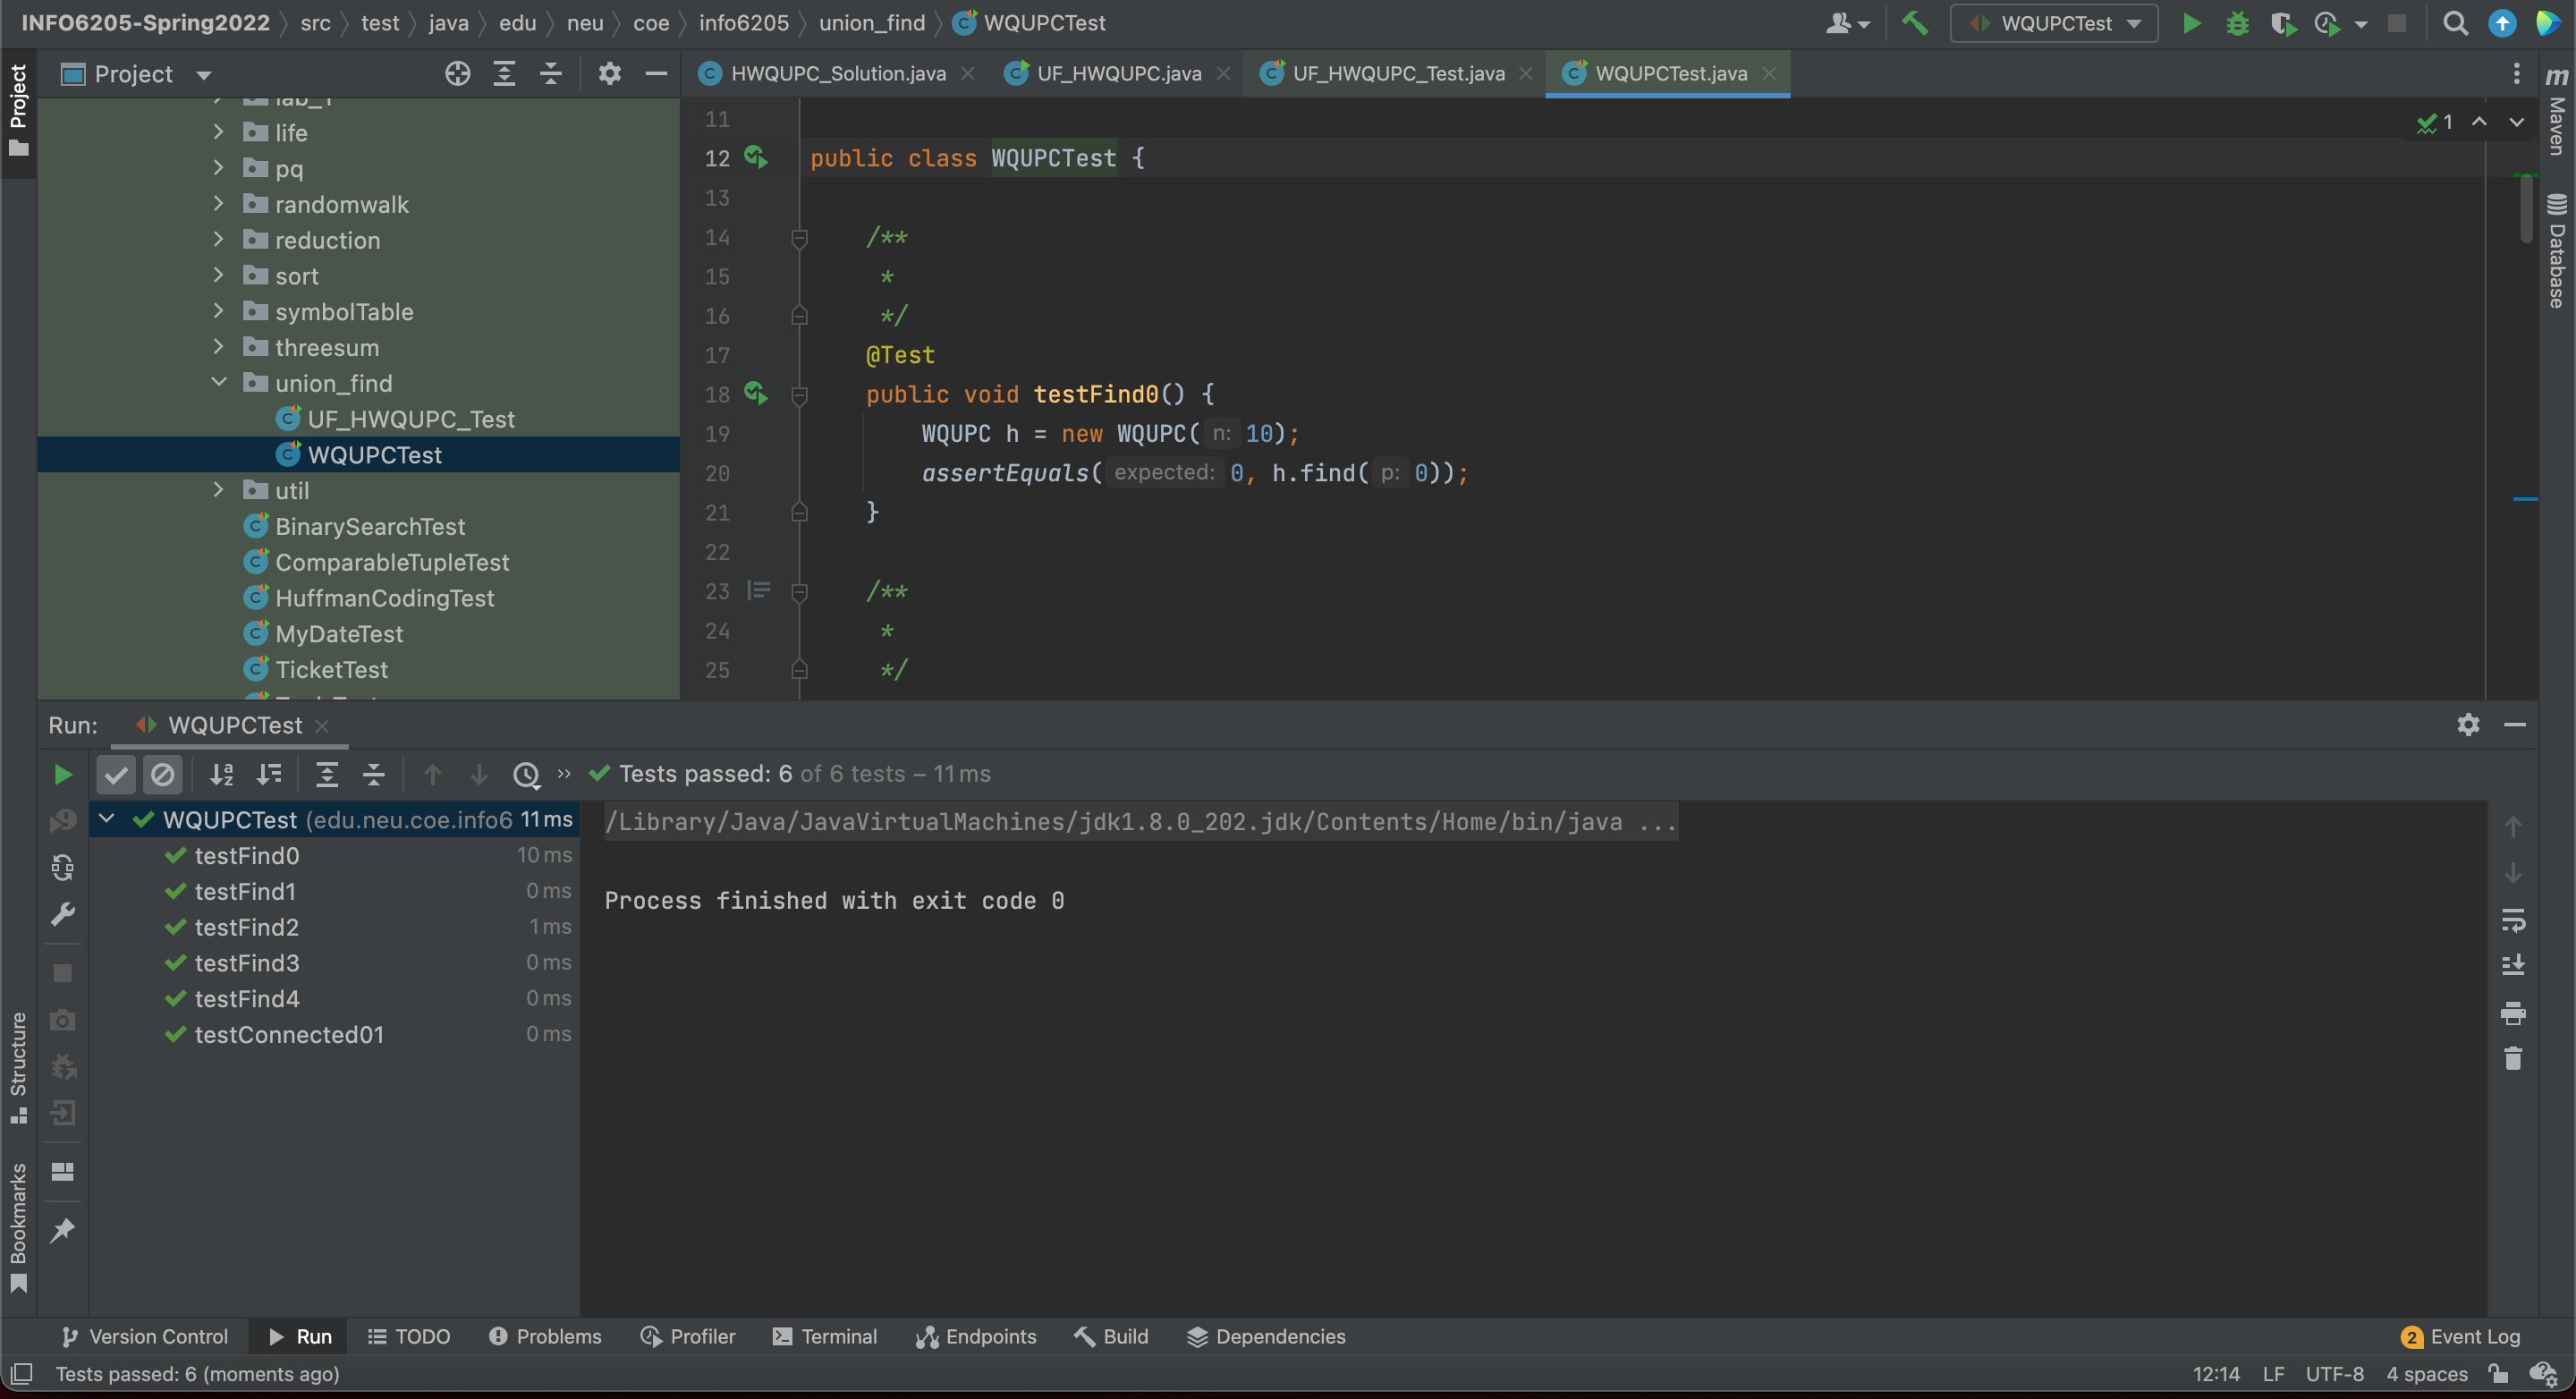 INFO6205-Spring2022 src test java edu neu coe info6205 union_find WQUPCTest
WQUPCTest
Project
HWQUPC_Solution.java UF_HWQUPC.java UF_HWQUPC_Test.java WQUPCTest.java
Project
Maven
Database
Structure
Bookmarks
life
pq
randomwalk
reduction
sort
symbolTable
threesum
union_find
UF_HWQUPC_Test
WQUPCTest
util
BinarySearchTest
ComparableTupleTest
HuffmanCodingTest
MyDateTest
TicketTest
1
11
12 public class WQUPCTest {
13
14 /**
15 *
16 */
17 @Test
18 public void testFind0() {
19 WQUPC h = new WQUPC( n: 10);
20 assertEquals( expected: 0, h.find( p: 0));
21 }
22
23 /**
24 *
25 */
Run: WQUPCTest
Tests passed: 6 of 6 tests – 11 ms
WQUPCTest (edu.neu.coe.info6 11 ms
testFind0 10 ms
testFind1 0 ms
testFind2 1 ms
testFind3 0 ms
testFind4 0 ms
testConnected01 0 ms
/Library/Java/JavaVirtualMachines/jdk1.8.0_202.jdk/Contents/Home/bin/java ...
Process finished with exit code 0
Version Control Run TODO Problems Profiler Terminal Endpoints Build Dependencies 2 Event Log
Tests passed: 6 (moments ago) 12:14 LF UTF-8 4 spaces